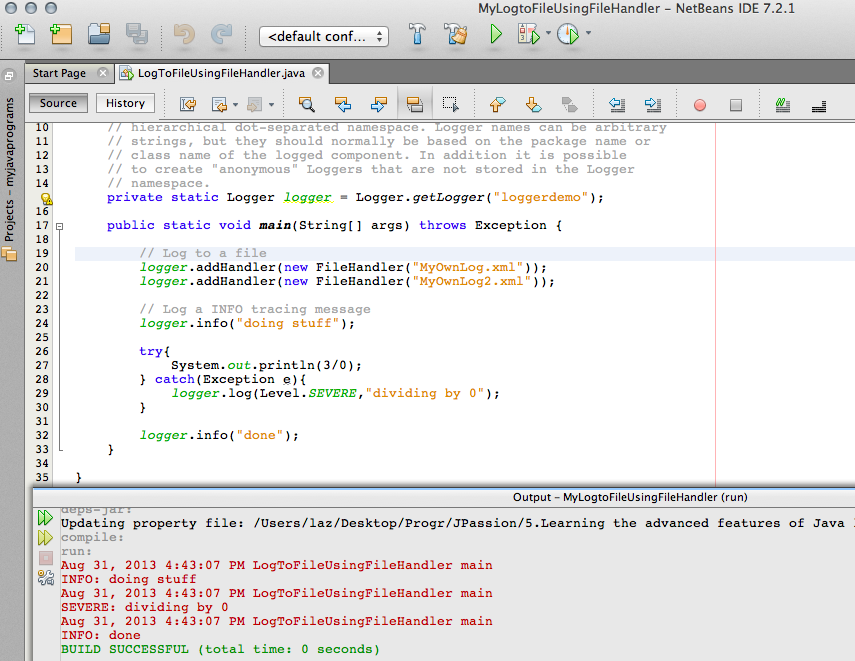 MyLogtoFileUsingFileHandler – NetBeans IDE 7.2.1
<default conf...
Start Page
LogToFileUsingFileHandler.java
Source
History
Projects – myjavaprograms
10 // hierarchical dot-separated namespace. Logger names can be arbitrary
11 // strings, but they should normally be based on the package name or
12 // class name of the logged component. In addition it is possible
13 // to create "anonymous" Loggers that are not stored in the Logger
14 // namespace.
private static Logger logger = Logger.getLogger("loggerdemo");
16
17 public static void main(String[] args) throws Exception {
18
19 // Log to a file
20 logger.addHandler(new FileHandler("MyOwnLog.xml"));
21 logger.addHandler(new FileHandler("MyOwnLog2.xml"));
22
23 // Log a INFO tracing message
24 logger.info("doing stuff");
25
26 try{
27 System.out.println(3/0);
28 } catch(Exception e){
29 logger.log(Level.SEVERE,"dividing by 0");
30 }
31
32 logger.info("done");
33 }
34
35 }
Output – MyLogtoFileUsingFileHandler (run)
deps-jar:
Updating property file: /Users/laz/Desktop/Progr/JPassion/5.Learning the advanced features of Java
compile:
run:
Aug 31, 2013 4:43:07 PM LogToFileUsingFileHandler main
INFO: doing stuff
Aug 31, 2013 4:43:07 PM LogToFileUsingFileHandler main
SEVERE: dividing by 0
Aug 31, 2013 4:43:07 PM LogToFileUsingFileHandler main
INFO: done
BUILD SUCCESSFUL (total time: 0 seconds)